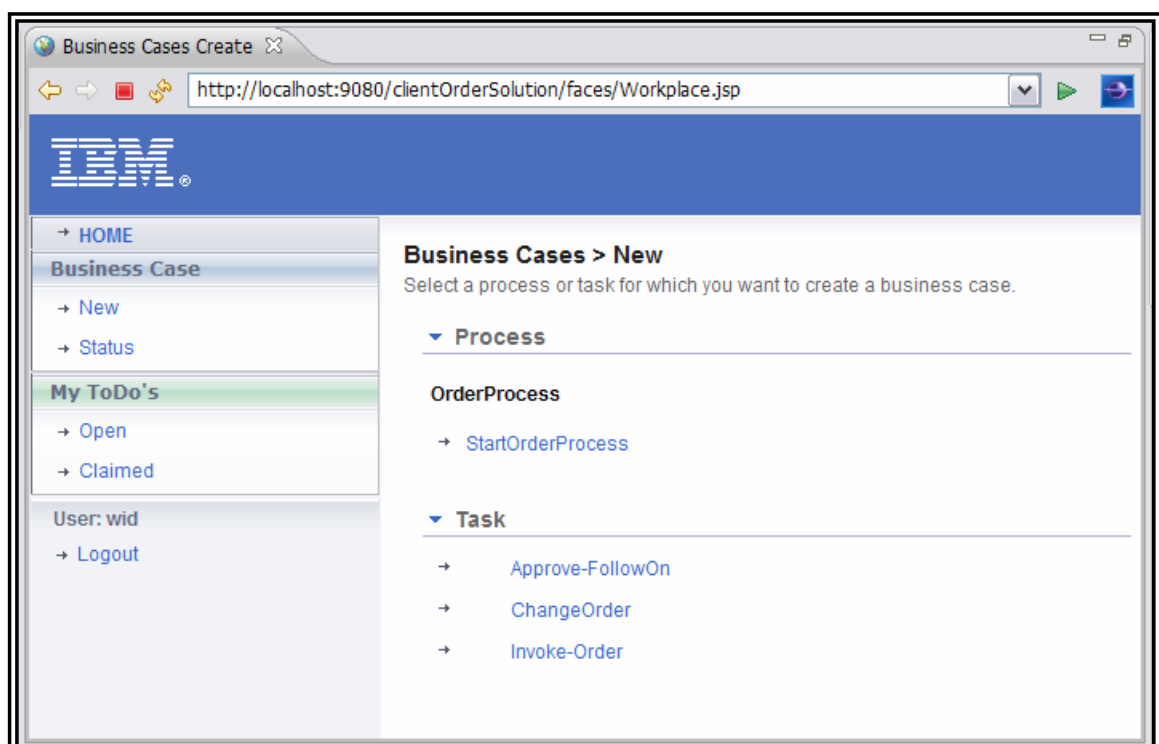 Business Cases Create
http://localhost:9080/clientOrderSolution/faces/Workplace.jsp
IBM®
HOME
Business Case
New
Status
My ToDo's
Open
Claimed
User: wid
Logout
Business Cases > New
Select a process or task for which you want to create a business case.
Process
OrderProcess
StartOrderProcess
Task
Approve-FollowOn
ChangeOrder
Invoke-Order